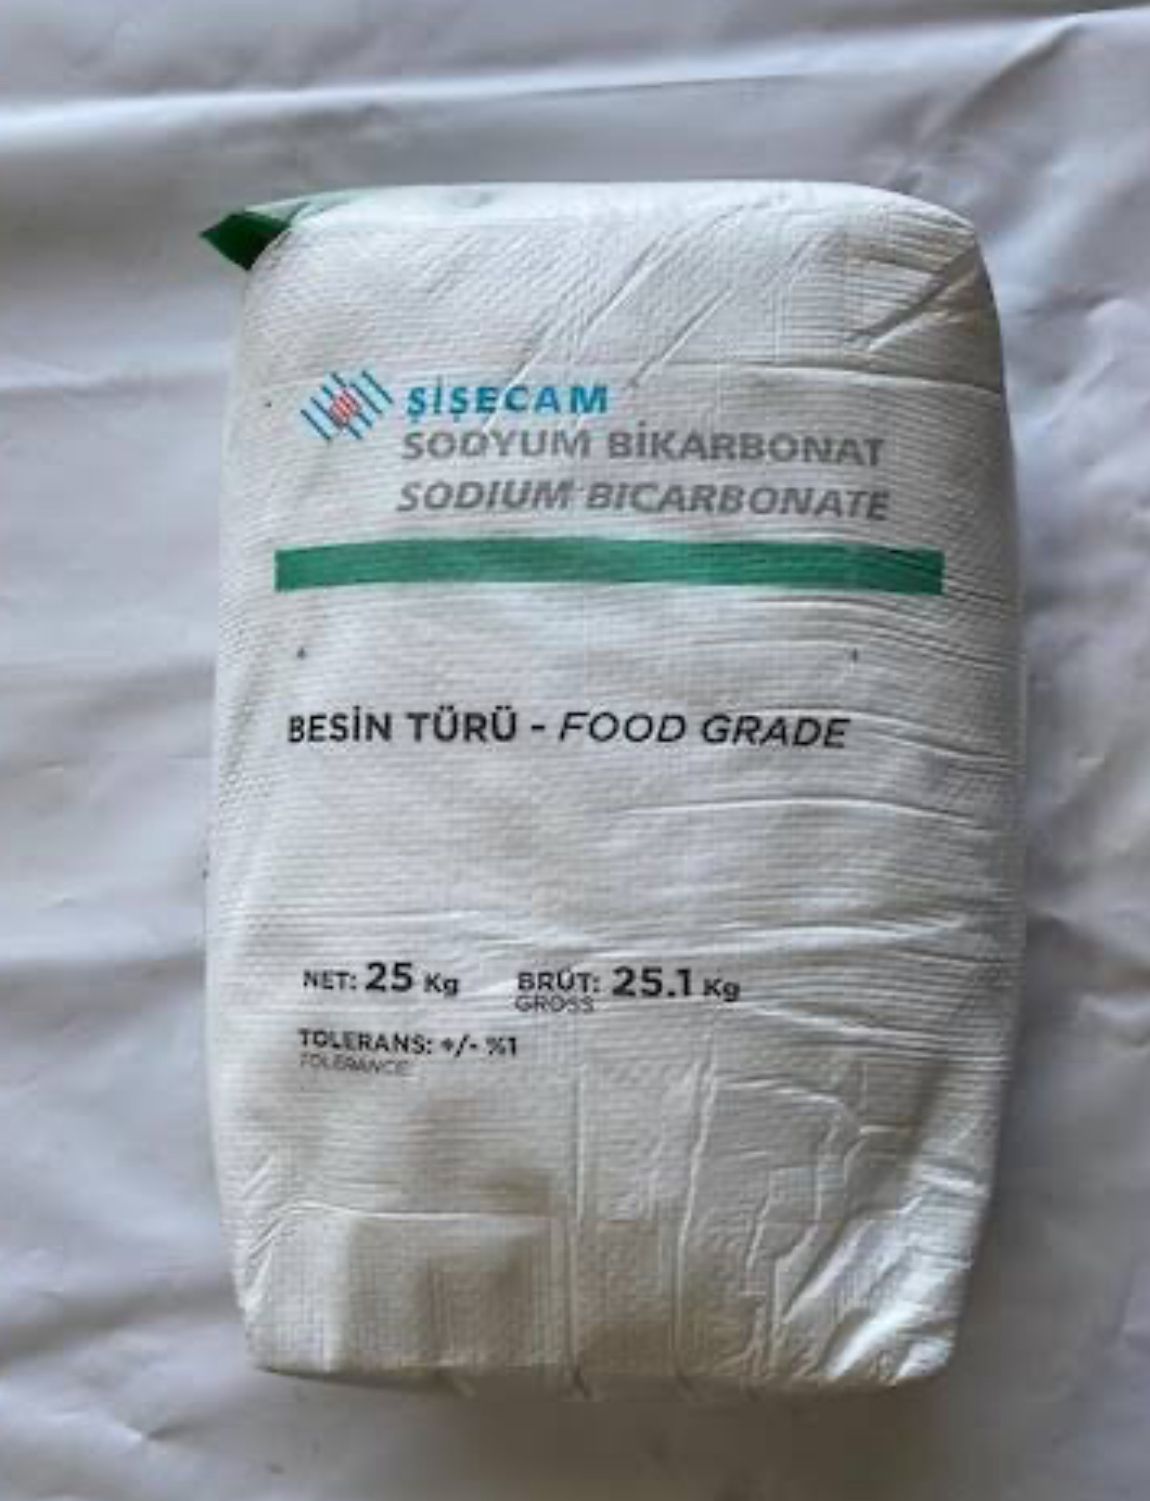 ŞİŞECAM
SODYUM BİKARBONAT
SODIUM BICARBONATE
BESİN TÜRÜ - FOOD GRADE
NET: 25 Kg BRÜT: 25.1 Kg
GROSS
TOLERANS: +/- %1
TOLERANCE